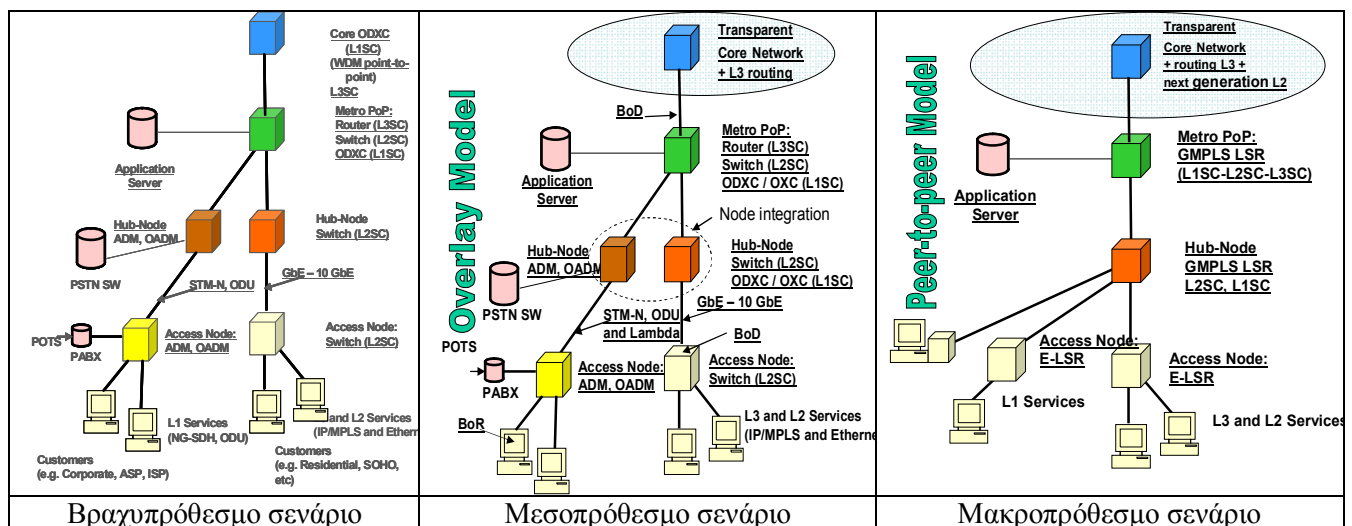 Core ODXC
(L1SC)
(WDM point-to-
point)
L3SC
Metro PoP:
Router (L3SC)
Switch (L2SC)
ODXC (L1SC)
Application
Server
Hub-Node
ADM, OADM
Hub-Node
Switch (L2SC)
PSTN SW
GbE – 10 GbE
STM-N, ODU
POTS
PABX
Access Node:
ADM, OADM
Access Node:
Switch (L2SC)
L1 Services
(NG-SDH, ODU)
and L2 Services
(IP/MPLS and Ethern
Customers
(e.g. Corporate, ASP, ISP)
Customers
(e.g. Residential, SOHO,
etc)
Βραχυπρόθεσμο σενάριο
Overlay Model
Transparent
Core Network
+ L3 routing
BoD
Metro PoP:
Router (L3SC)
Switch (L2SC)
ODXC / OXC (L1SC)
Application
Server
Node integration
Hub-Node
ADM, OADM
Hub-Node
Switch (L2SC)
ODXC / OXC (L1SC)
PSTN SW
GbE – 10 GbE
STM-N, ODU
and Lambda
BoD
POTS
PABX
Access Node:
ADM, OADM
Access Node:
Switch (L2SC)
BoR
L3 and L2 Services
(IP/MPLS and Etherne
Μεσοπρόθεσμο σενάριο
Peer-to-peer Model
Transparent
Core Network
+ routing L3 +
next generation L2
Metro PoP:
GMPLS LSR
(L1SC-L2SC-L3SC)
Application
Server
Hub-Node
GMPLS LSR
L2SC, L1SC
Access Node:
E-LSR
Access Node:
E-LSR
L1 Services
L3 and L2 Services
Μακροπρόθεσμο σενάριο